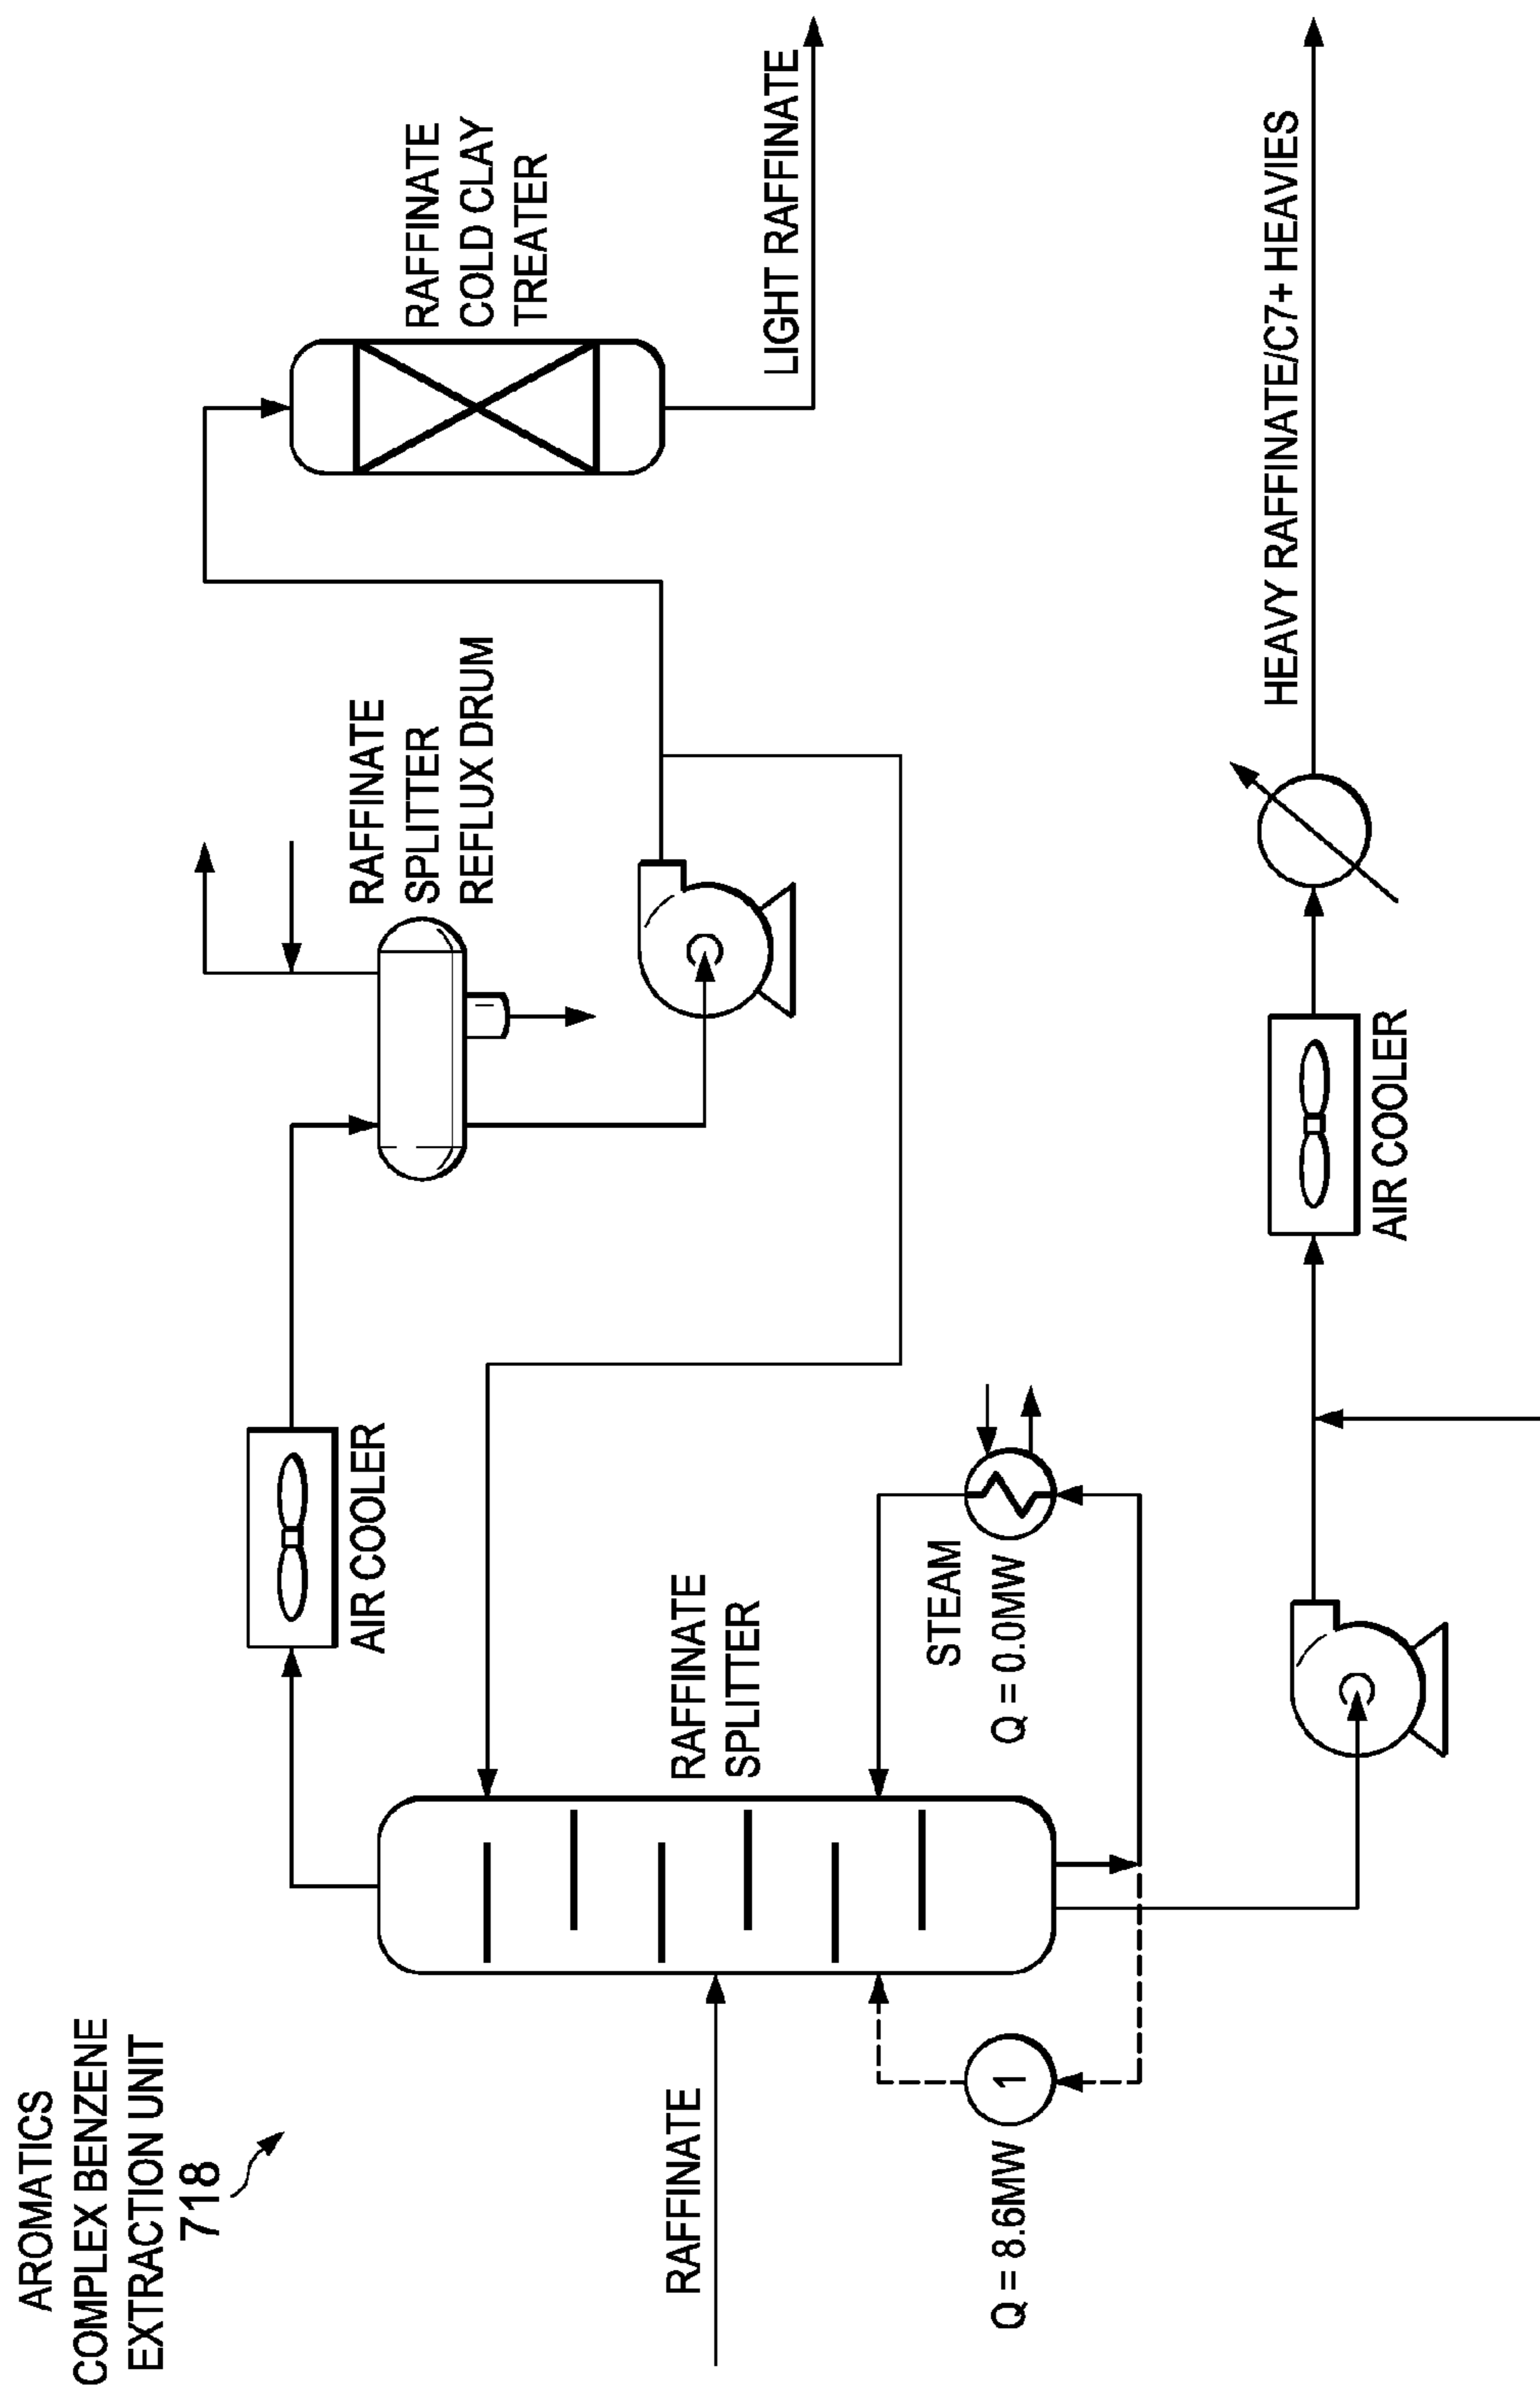 AROMATICS
COMPLEX BENZENE
EXTRACTION UNIT
718
AIR COOLER
RAFFINATE
SPLITTER
REFLUX DRUM
RAFFINATE
COLD CLAY
TREATER
RAFFINATE
RAFFINATE
SPLITTER
LIGHT RAFFINATE
STEAM
Q = 0.0MW
1
Q = 8.6MW
AIR COOLER
HEAVY RAFFINATE/C7+ HEAVIES